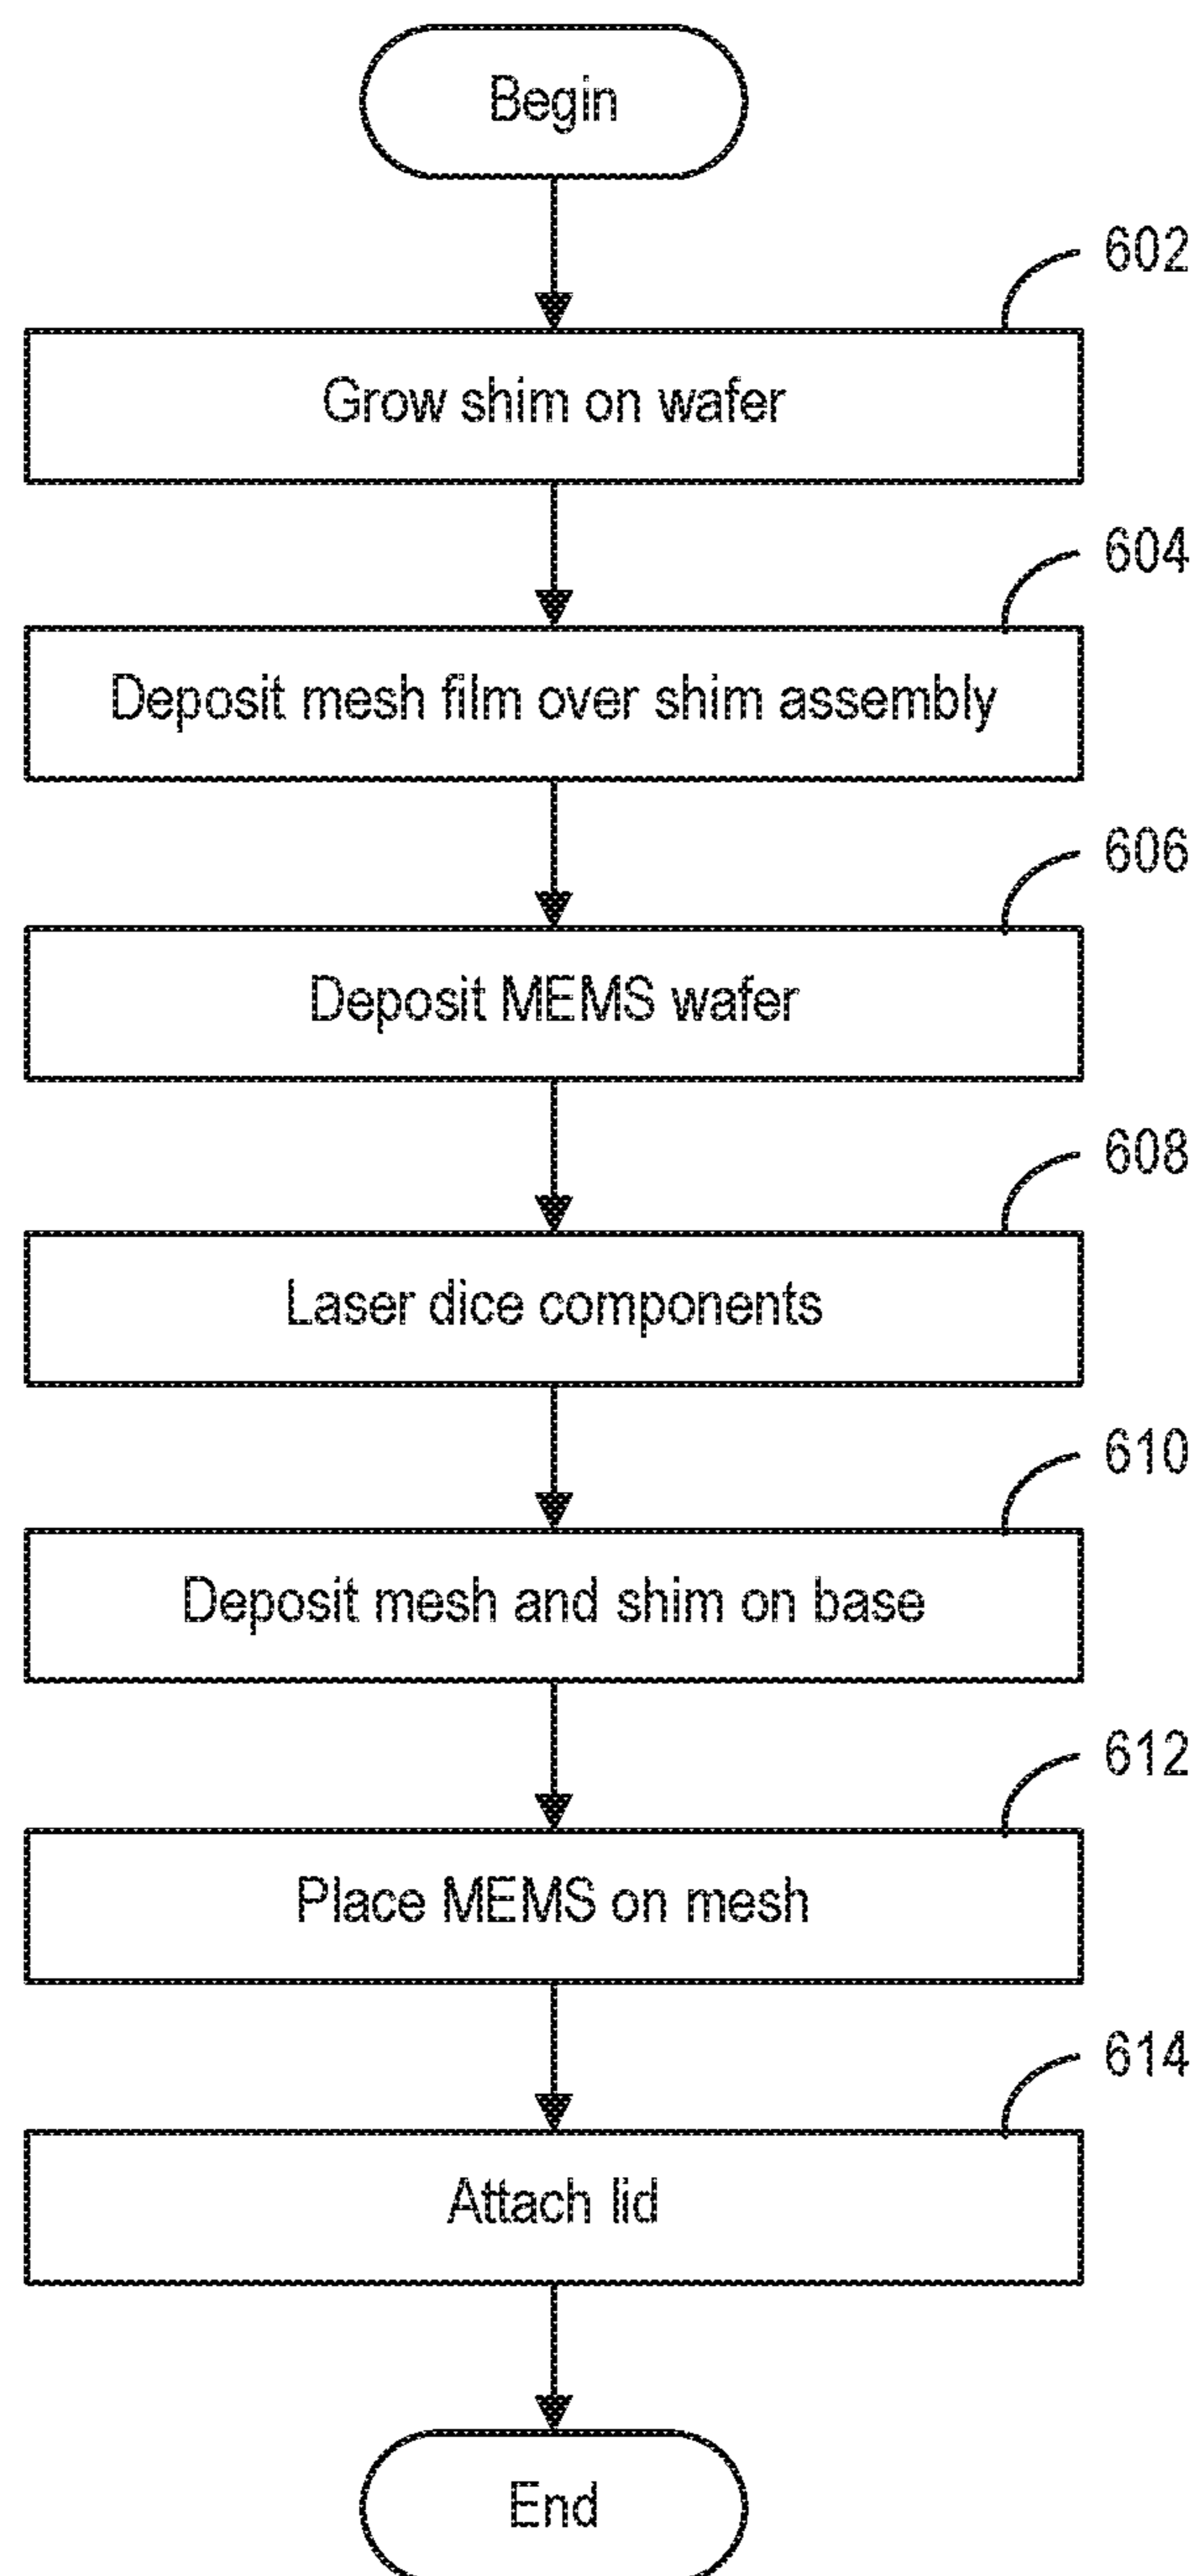 Begin
602
Grow shim on wafer
604
Deposit mesh film over shim assembly
606
Deposit MEMS wafer
608
Laser dice components
610
Deposit mesh and shim on base
612
Place MEMS on mesh
614
Attach lid
End